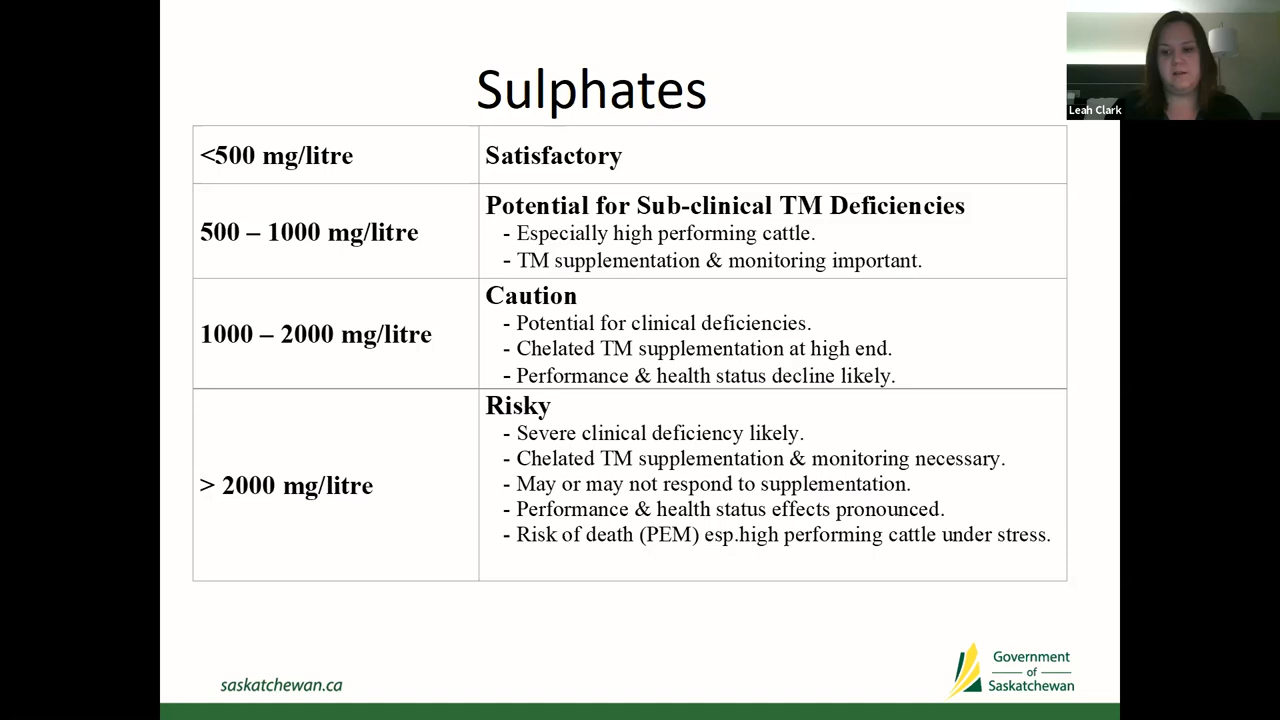 Sulphates
Leah Clark
<500 mg/litre
Satisfactory
500 – 1000 mg/litre
Potential for Sub-clinical TM Deficiencies
- Especially high performing cattle.
- TM supplementation & monitoring important.
1000 – 2000 mg/litre
Caution
- Potential for clinical deficiencies.
- Chelated TM supplementation at high end.
- Performance & health status decline likely.
> 2000 mg/litre
Risky
- Severe clinical deficiency likely.
- Chelated TM supplementation & monitoring necessary.
- May or may not respond to supplementation.
- Performance & health status effects pronounced.
- Risk of death (PEM) esp.high performing cattle under stress.
saskatchewan.ca
Government
of
Saskatchewan